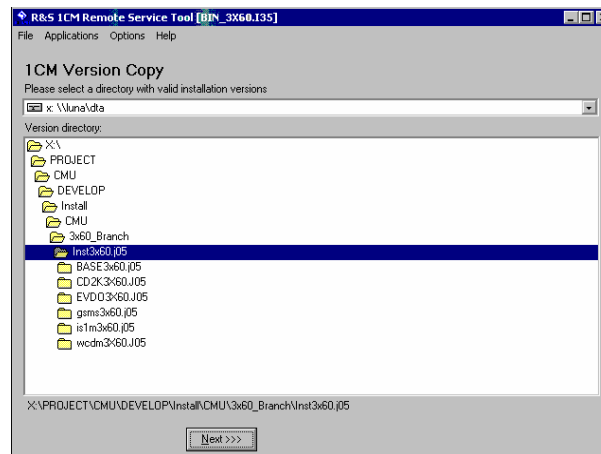 R&S 1CM Remote Service Tool [BIN_3X60.I35]
File Applications Options Help
1CM Version Copy
Please select a directory with valid installation versions
x: \\luna\dta
Version directory:
X:\
PROJECT
CMU
DEVELOP
Install
CMU
3x60_Branch
Inst3x60.j05
BASE3x60.j05
CD2K3X60.J05
EVDO3X60.J05
gsms3x60.j05
is1m3x60.j05
wcdm3X60.J05
X:\PROJECT\CMU\DEVELOP\Install\CMU\3x60_Branch\Inst3x60.j05
Next >>>